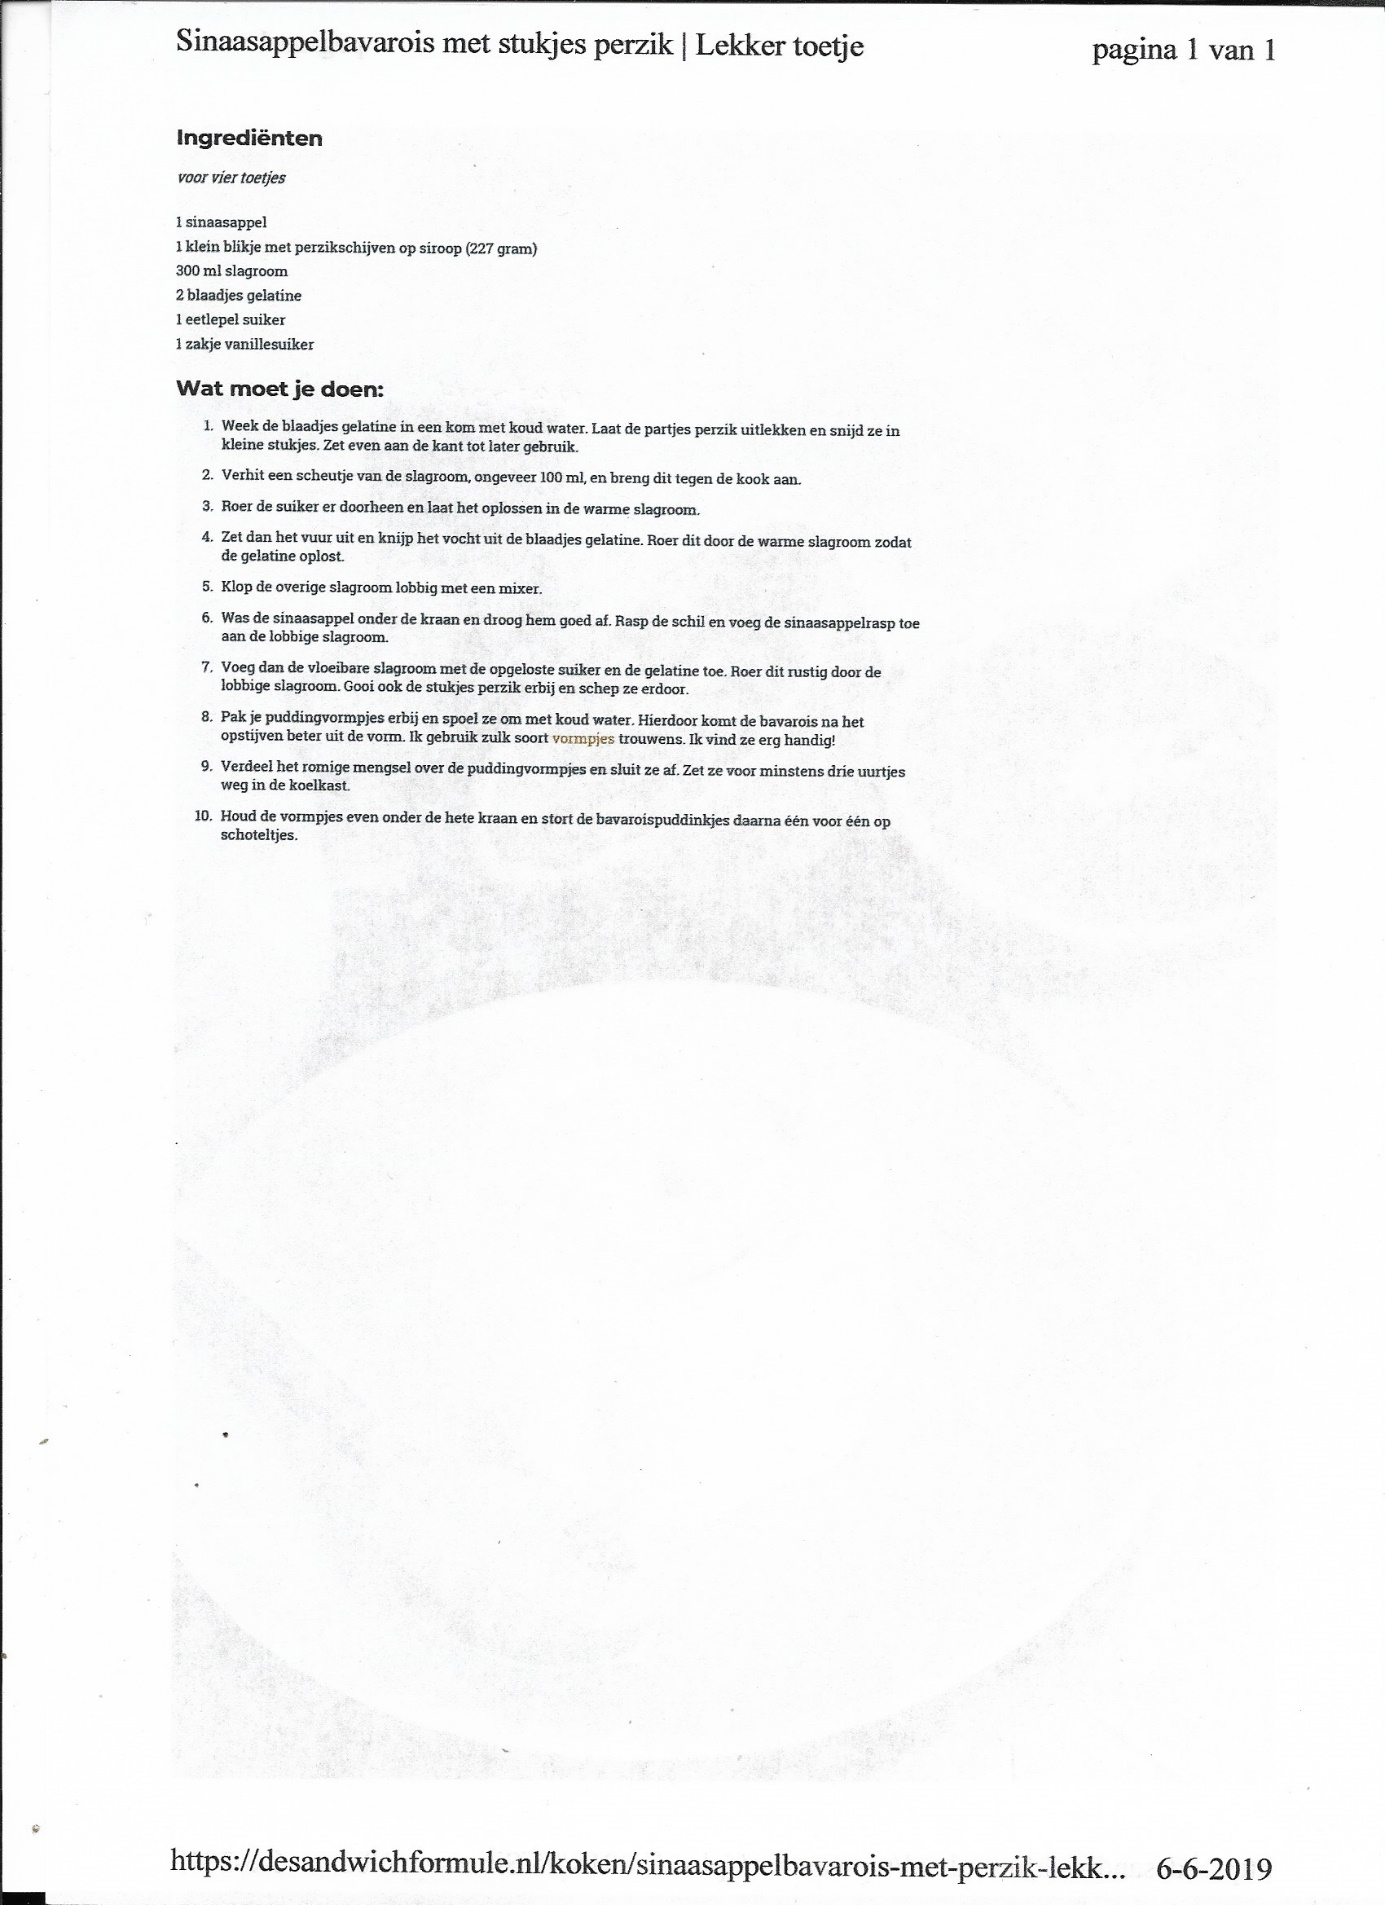 Sinaasappelbavarois met stukjes perzik | Lekker toetje
pagina 1 van 1
Ingrediënten
voor vier toetjes
1 sinaasappel
1 klein blikje met perzikschijven op siroop (227 gram)
300 ml slagroom
2 blaadjes gelatine
1 eetlepel suiker
1 zakje vanillesuiker
Wat moet je doen:
1. Week de blaadjes gelatine in een kom met koud water. Laat de partjes perzik uitlekken en snijd ze in
kleine stukjes. Zet even aan de kant tot later gebruik.
2. Verhit een scheutje van de slagroom, ongeveer 100 ml, en breng dit tegen de kook aan.
3. Roer de suiker er doorheen en laat het oplossen in de warme slagroom.
4. Zet dan het vuur uit en knijp het vocht uit de blaadjes gelatine. Roer dit door de warme slagroom zodat
de gelatine oplost.
5. Klop de overige slagroom lobbig met een mixer.
6. Was de sinaasappel onder de kraan en droog hem goed af. Rasp de schil en voeg de sinaasappelrasp toe
aan de lobbige slagroom.
7. Voeg dan de vloeibare slagroom met de opgeloste suiker en de gelatine toe. Roer dit rustig door de
lobbige slagroom. Gooi ook de stukjes perzik erbij en schep ze erdoor.
8. Pak je puddingvormpjes erbij en spoel ze om met koud water. Hierdoor komt de bavarois na het
opstijven beter uit de vorm. Ik gebruik zulk soort vormpjes trouwens. Ik vind ze erg handig!
9. Verdeel het romige mengsel over de puddingvormpjes en sluit ze af. Zet ze voor minstens drie uurtjes
weg in de koelkast.
10. Houd de vormpjes even onder de hete kraan en stort de bavaroispuddinkjes daarna één voor één op
schoteltjes.
https://desandwichformule.nl/koken/sinaasappelbavarois-met-perzik-lekk... 6-6-2019